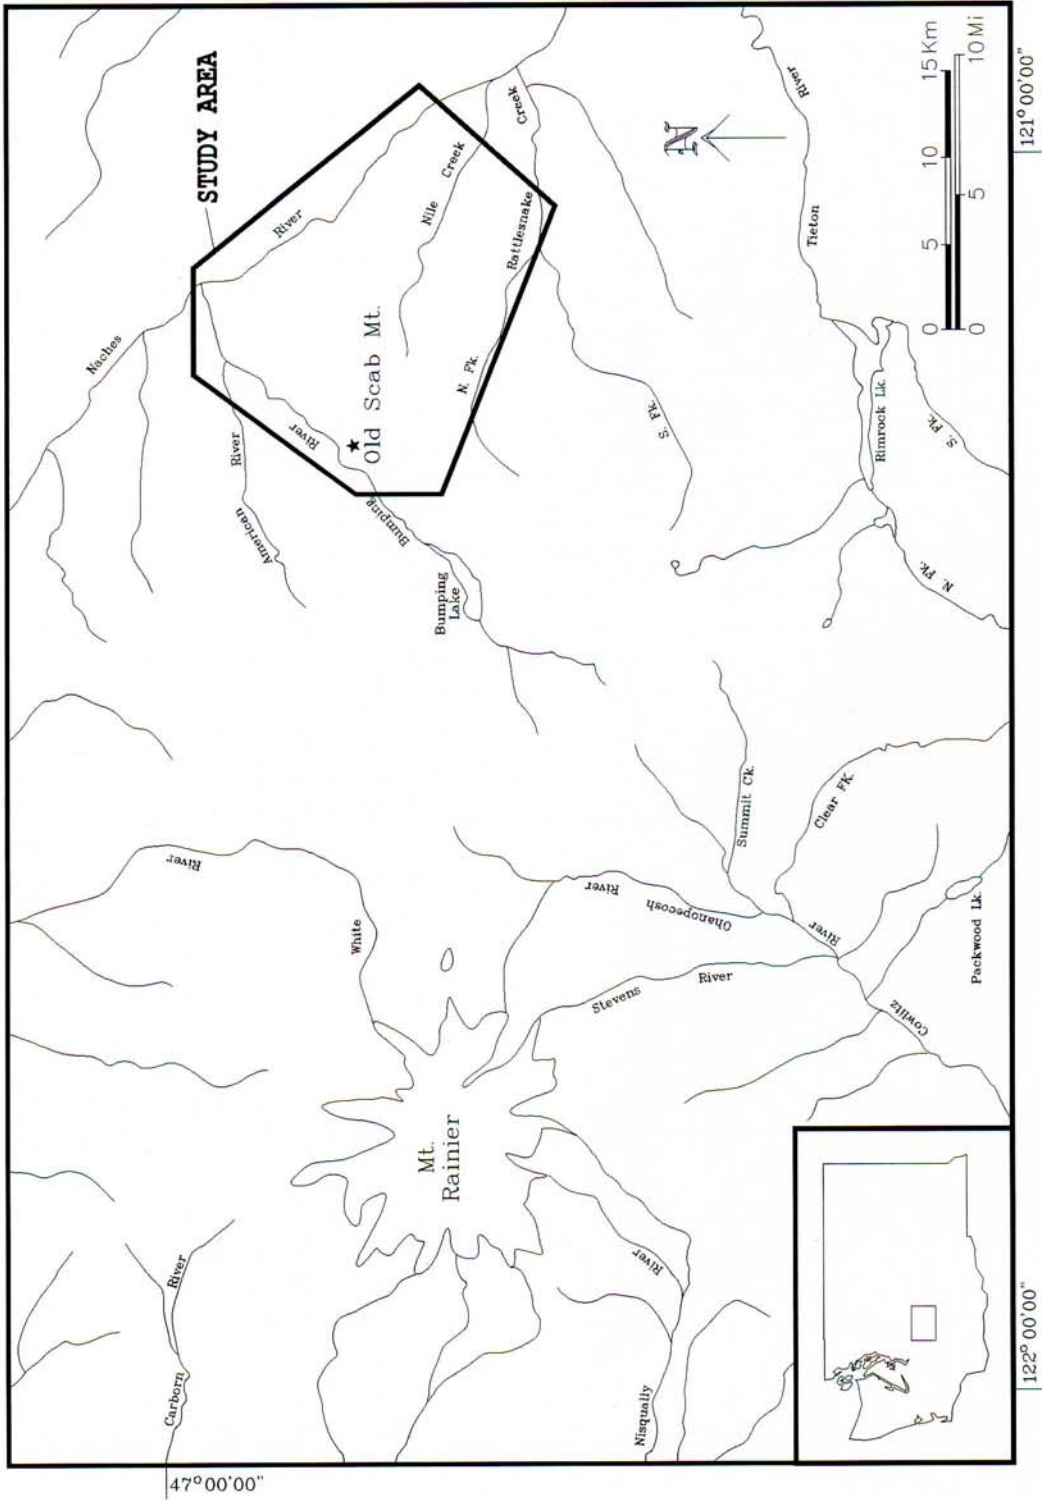 STUDY AREA
Naches
River
American
River
Bumping
River
Bumping
Lake
Old Scab Mt.
Nile
Creek
Rattlesnake
Creek
N. Fk.
S. Fk.
Tieton
River
Rimrock Lk.
S. Fk.
N. Fk.
N
0
5
10
15 Km
0
5
10 Mi
121° 00'00"
White
River
Ohanapecosh
River
Summit Ck.
Clear FK.
Stevens
River
Cowlitz
River
Packwood Lk.
Mt.
Rainier
Carborn
River
Nisqually
River
47° 00'00"
122° 00'00"